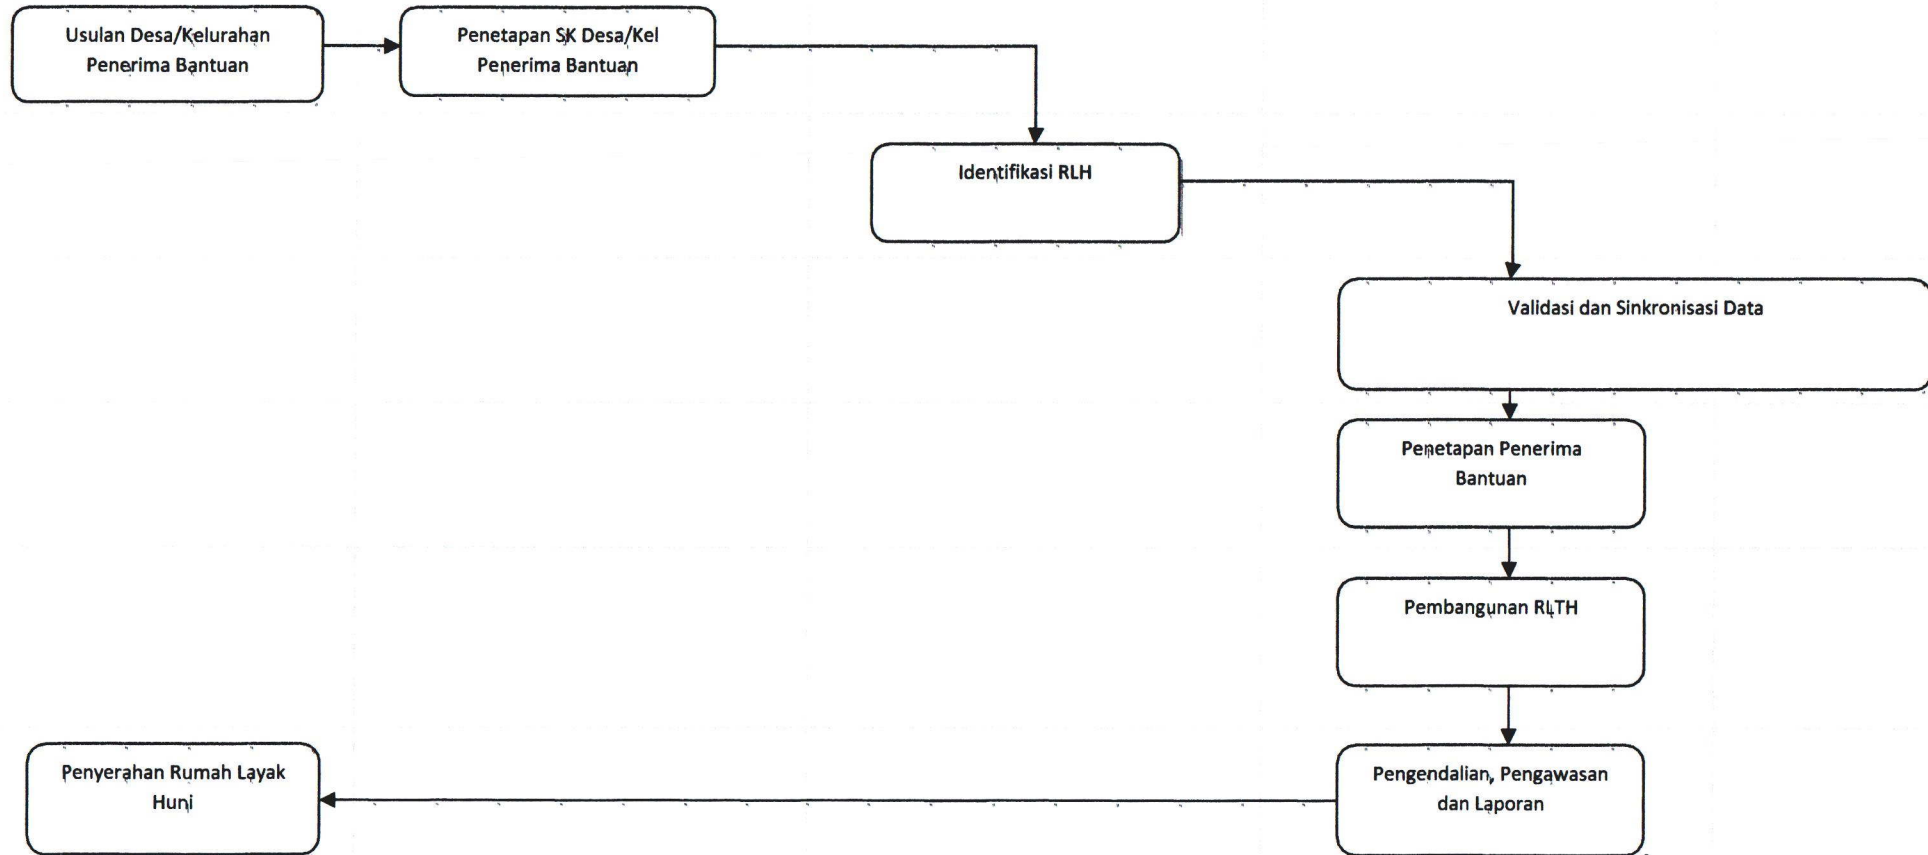 Usulan Desa/Kelurahan
Penerima Bantuan
Penetapan SK Desa/Kel
Penerima Bantuan
Identifikasi RLH
Validasi dan Sinkronisasi Data
Penetapan Penerima
Bantuan
Pembangunan RLTH
Pengendalian, Pengawasan
dan Laporan
Penyerahan Rumah Layak
Huni